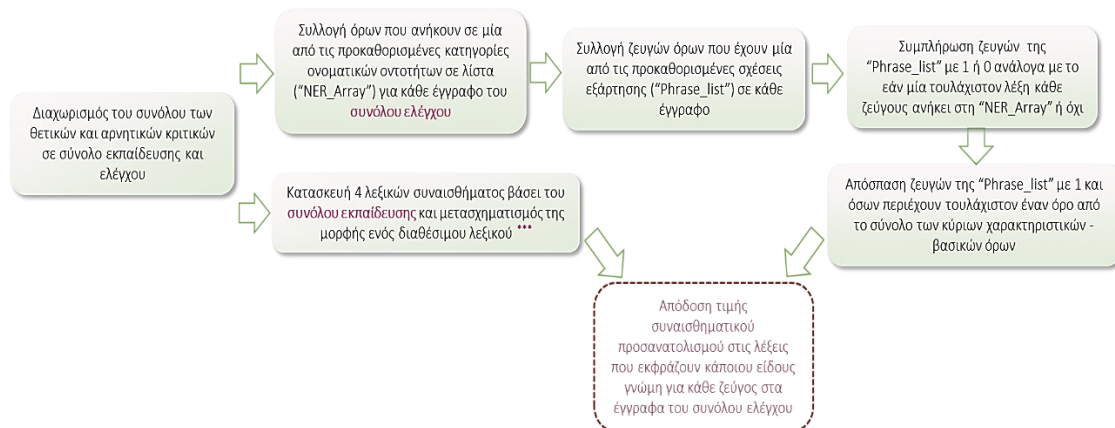 Διαχωρισμός του συνόλου των
θετικών και αρνητικών κριτικών
σε σύνολο εκπαίδευσης και
ελέγχου
Συλλογή όρων που ανήκουν σε μία
από τις προκαθορισμένες κατηγορίες
ονοματικών οντοτήτων σε λίστα
("NER_Array") για κάθε έγγραφο του
συνόλου ελέγχου
Συλλογή ζευγών όρων που έχουν μία
από τις προκαθορισμένες σχέσεις
εξάρτησης ("Phrase_list") σε κάθε
έγγραφο
Συμπλήρωση ζευγών της
"Phrase_list" με 1 ή 0 ανάλογα με το
εάν μία τουλάχιστον λέξη κάθε
ζεύγους ανήκει στη "NER_Array" ή όχι
Απόσπαση ζευγών της "Phrase_list" με 1 και
όσων περιέχουν τουλάχιστον έναν όρο από
το σύνολο των κύριων χαρακτηριστικών -
βασικών όρων
Κατασκευή 4 λεξικών συναισθήματος βάσει του
συνόλου εκπαίδευσης και μετασχηματισμός της
μορφής ενός διαθέσιμου λεξικού ***
Απόδοση τιμής
συναισθηματικού
προσανατολισμού στις λέξεις
που εκφράζουν κάποιου είδους
γνώμη για κάθε ζεύγος στα
έγγραφα του συνόλου ελέγχου